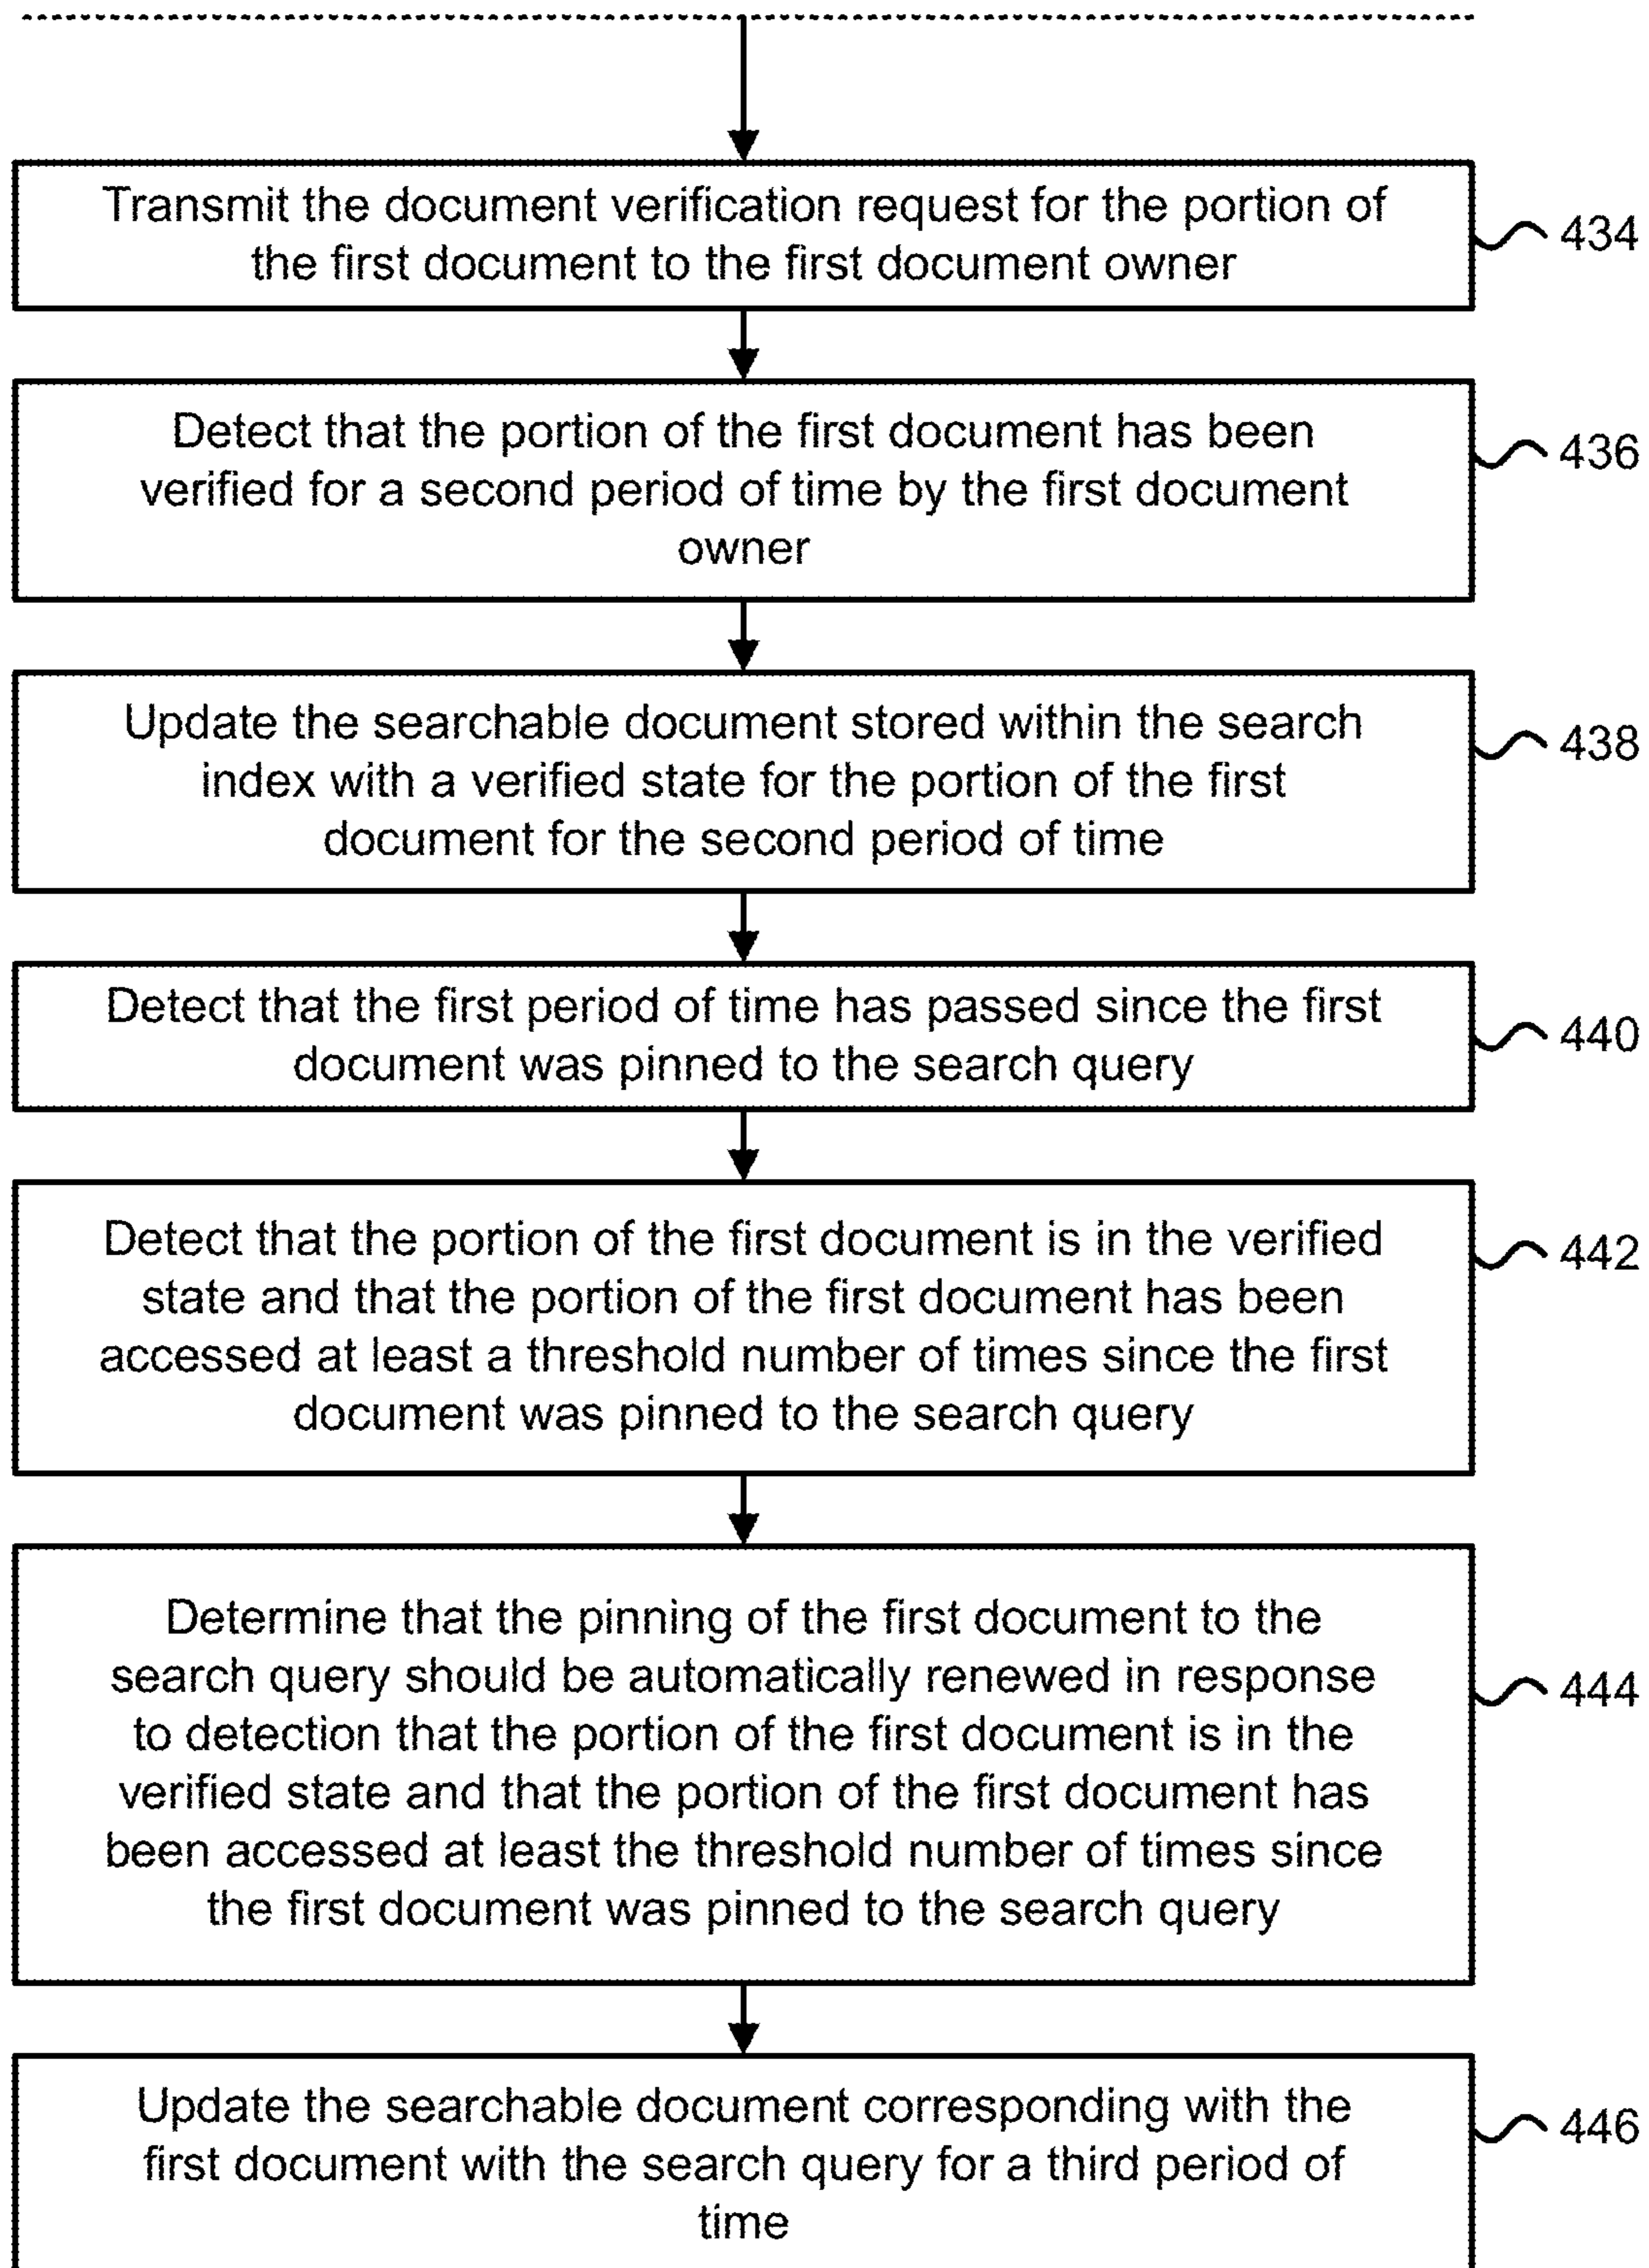 Transmit the document verification request for the portion of
the first document to the first document owner
434
Detect that the portion of the first document has been
verified for a second period of time by the first document
owner
436
Update the searchable document stored within the search
index with a verified state for the portion of the first
document for the second period of time
438
Detect that the first period of time has passed since the first
document was pinned to the search query
440
Detect that the portion of the first document is in the verified
state and that the portion of the first document has been
accessed at least a threshold number of times since the first
document was pinned to the search query
442
Determine that the pinning of the first document to the
search query should be automatically renewed in response
to detection that the portion of the first document is in the
verified state and that the portion of the first document has
been accessed at least the threshold number of times since
the first document was pinned to the search query
444
Update the searchable document corresponding with the
first document with the search query for a third period of
time
446